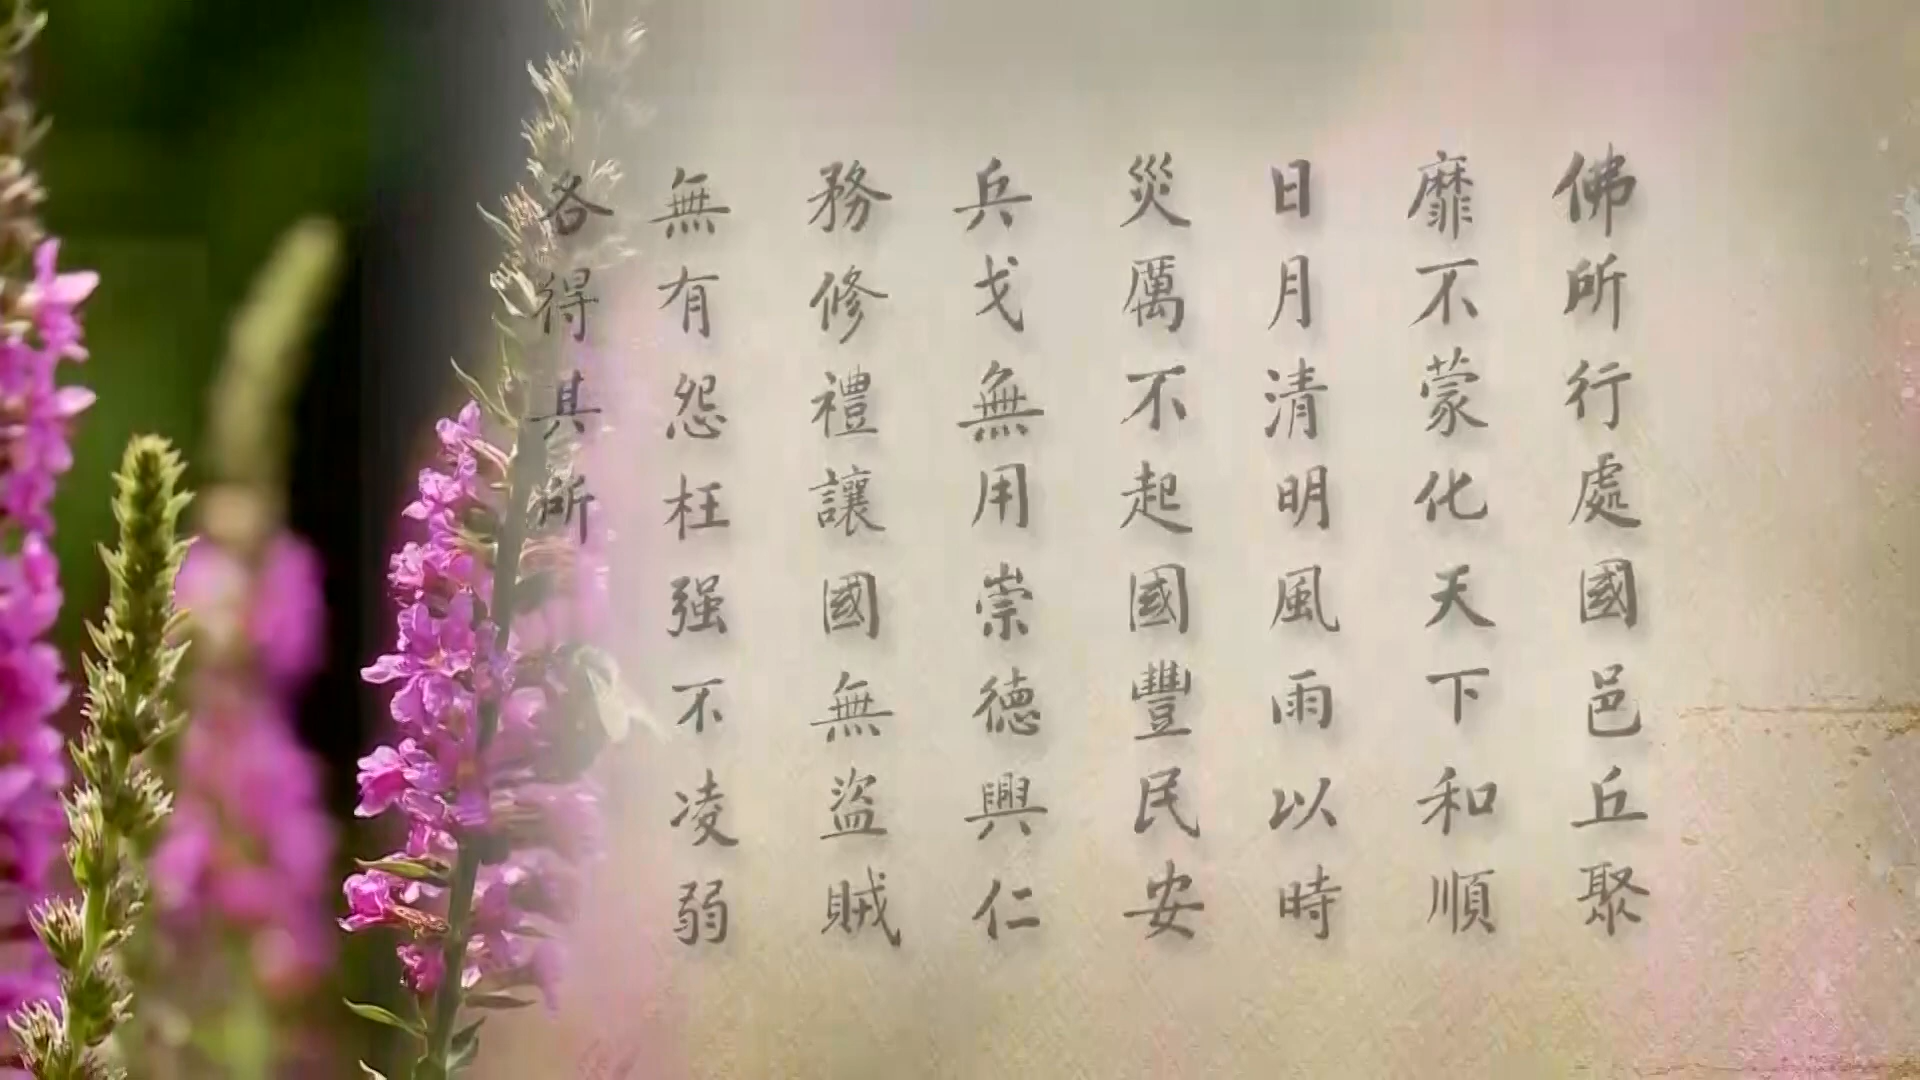 佛所行處國邑丘聚
靡不蒙化天下和順
日月清明風雨以時
災厲不起國豐民安
兵戈無用崇德興仁
務修禮讓國無盜賊
無有怨枉强不凌弱
各得其所